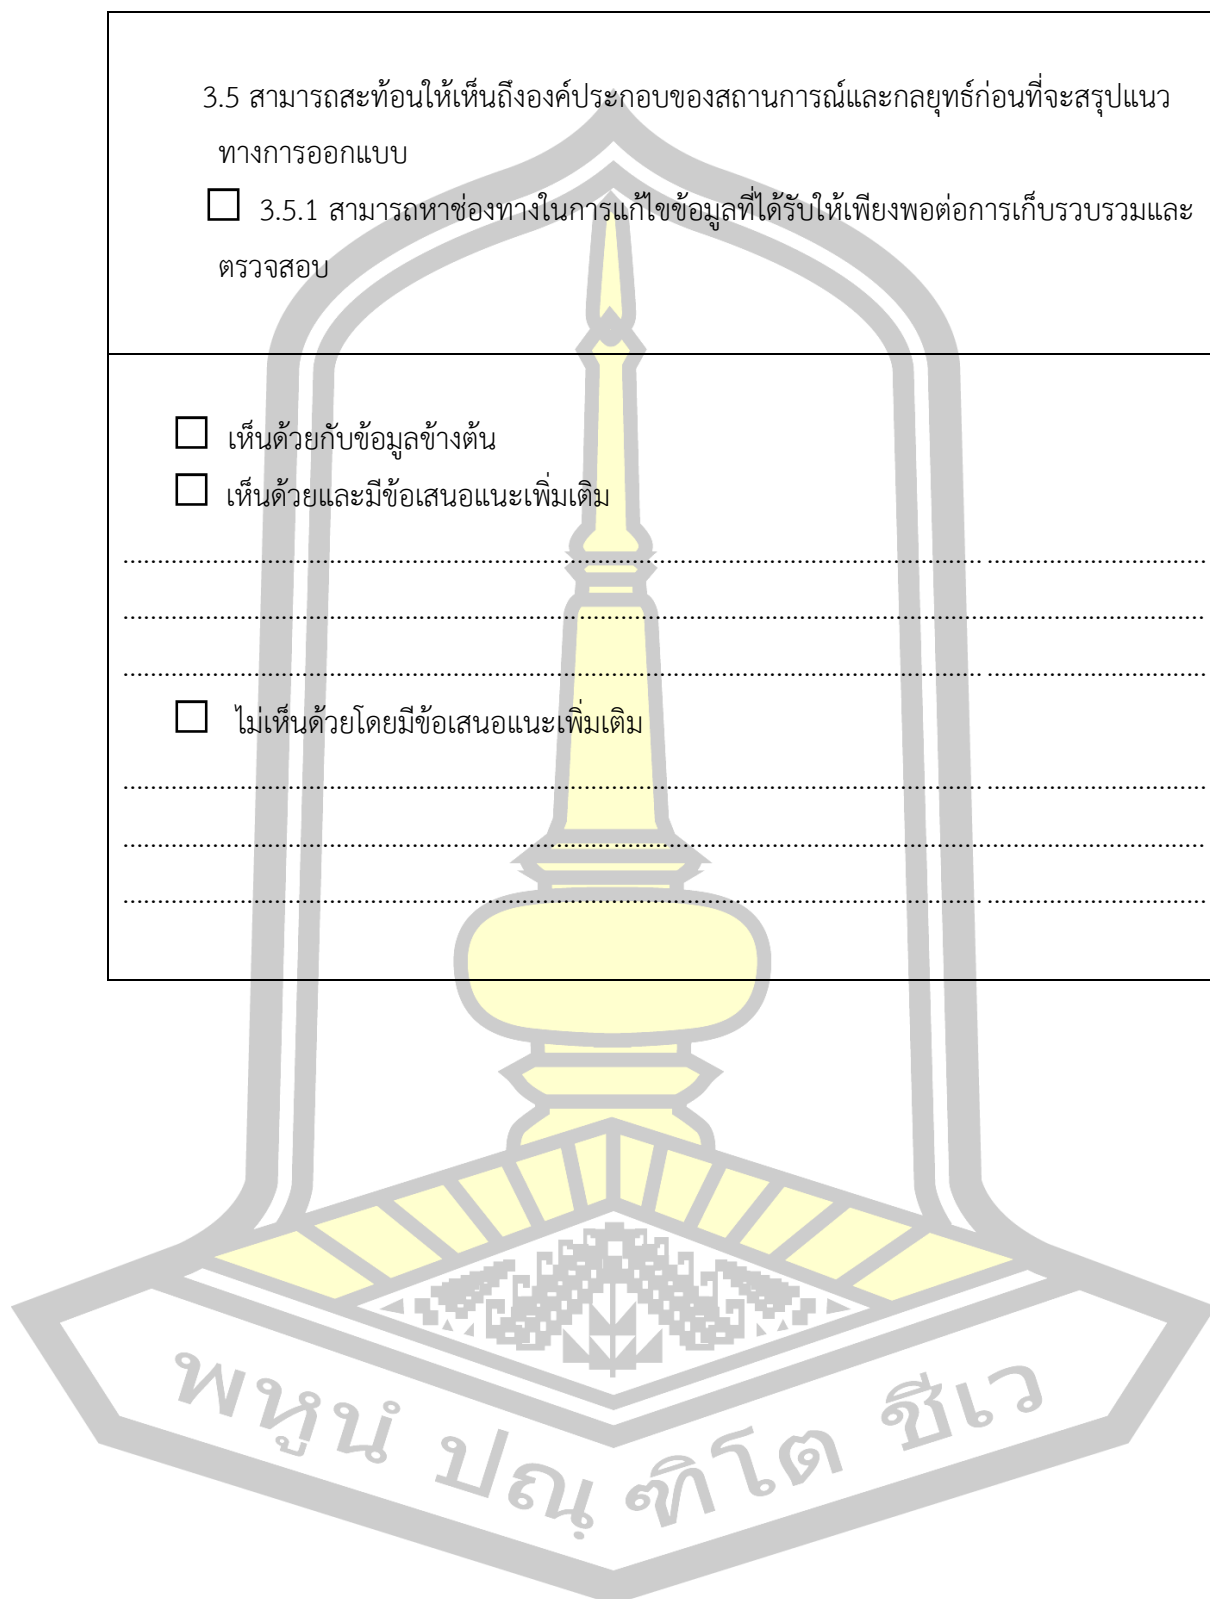 3.5 สามารถสะท้อนให้เห็นถึงองค์ประกอบของสถานการณ์และกลยุทธ์ก่อนที่จะสรุปแนว
ทางการออกแบบ
☐ 3.5.1 สามารถหาช่องทางในการแก้ไขข้อมูลที่ได้รับให้เพียงพอต่อการเก็บรวบรวมและ
ตรวจสอบ
☐ เห็นด้วยกับข้อมูลข้างต้น
☐ เห็นด้วยและมีข้อเสนอแนะเพิ่มเติม
☐ ไม่เห็นด้วยโดยมีข้อเสนอแนะเพิ่มเติม
พหูนํ ปณฺฑิโต ชีเว